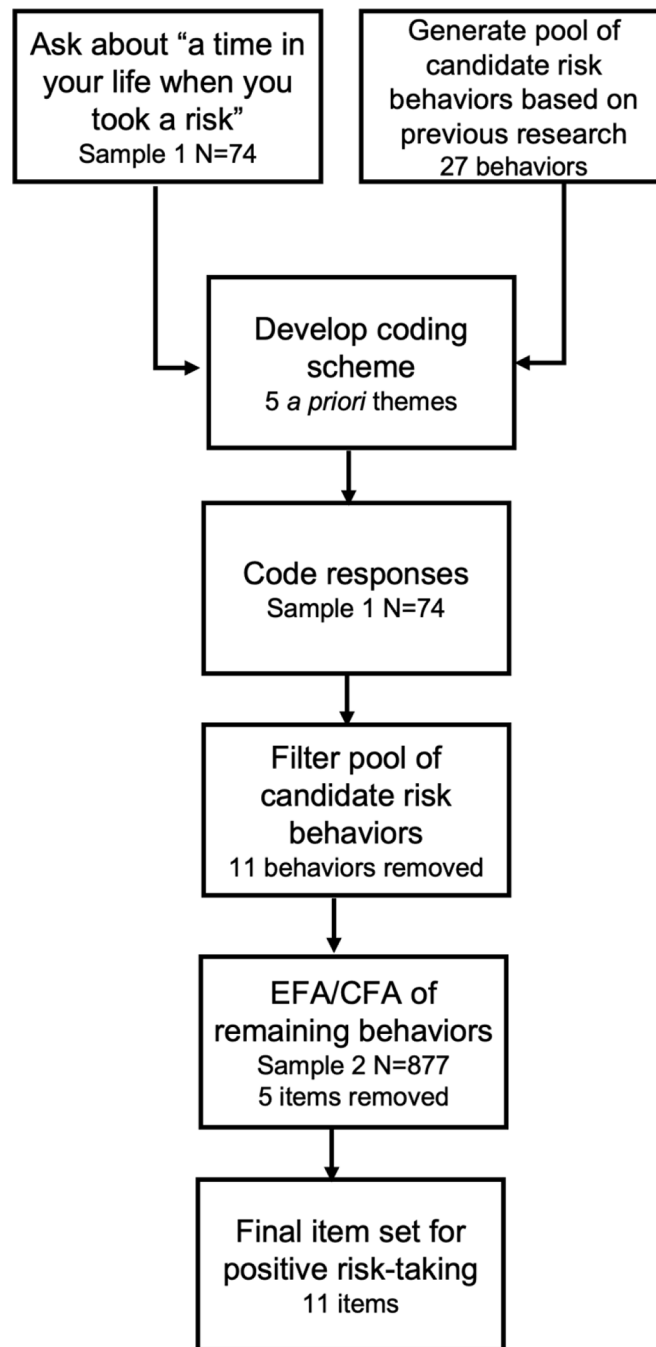 Ask about “a time in
your life when you
took a risk”
Sample 1 N=74
Generate pool of
candidate risk
behaviors based on
previous research
27 behaviors
Develop coding
scheme
5 a priori themes
Code responses
Sample 1 N=74
Filter pool of
candidate risk
behaviors
11 behaviors removed
EFA/CFA of
remaining behaviors
Sample 2 N=877
5 items removed
Final item set for
positive risk-taking
11 items